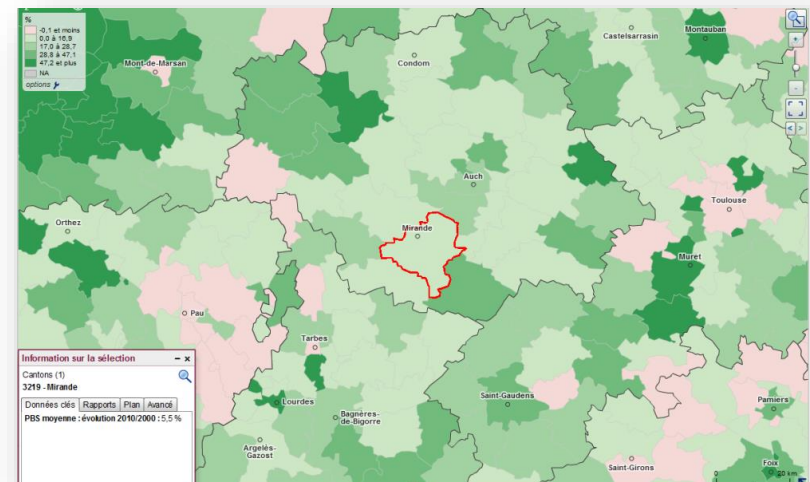 %
-0,1 et moins
0,0 à 16,9
17,0 à 28,7
28,8 à 47,1
47,2 et plus
NA
options
Mont-de-Marsan
Condom
Castelsarrasin
Montauban
+
-
< >
Auch
Toulouse
Orthez
Mirande
Muret
Pau
Tarbes
Lourdes
Bagnères-
de-Bigorre
Saint-Gaudens
Pamiers
Argelès-
Gazost
Saint-Girons
Foix
0 20 km
Information sur la sélection – ×
Cantons (1)
3219 - Mirande
Données clés Rapports Plan Avancé
PBS moyenne : évolution 2010/2000 : 5,5 %